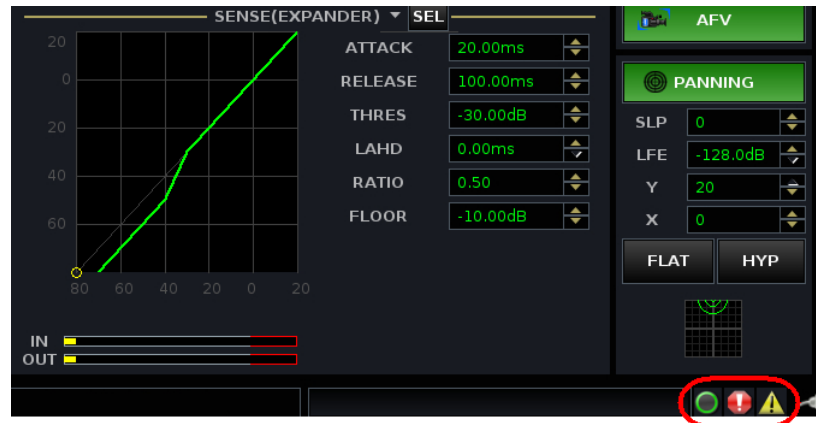 SENSE(EXPANDER) SEL
AFV
20
0
20
40
60
80 60 40 20 0 20
ATTACK 20.00ms
RELEASE 100.00ms
THRES -30.00dB
LAHD 0.00ms
RATIO 0.50
FLOOR -10.00dB
PANNING
SLP 0
LFE -128.0dB
Y 20
X 0
FLAT HYP
IN
OUT